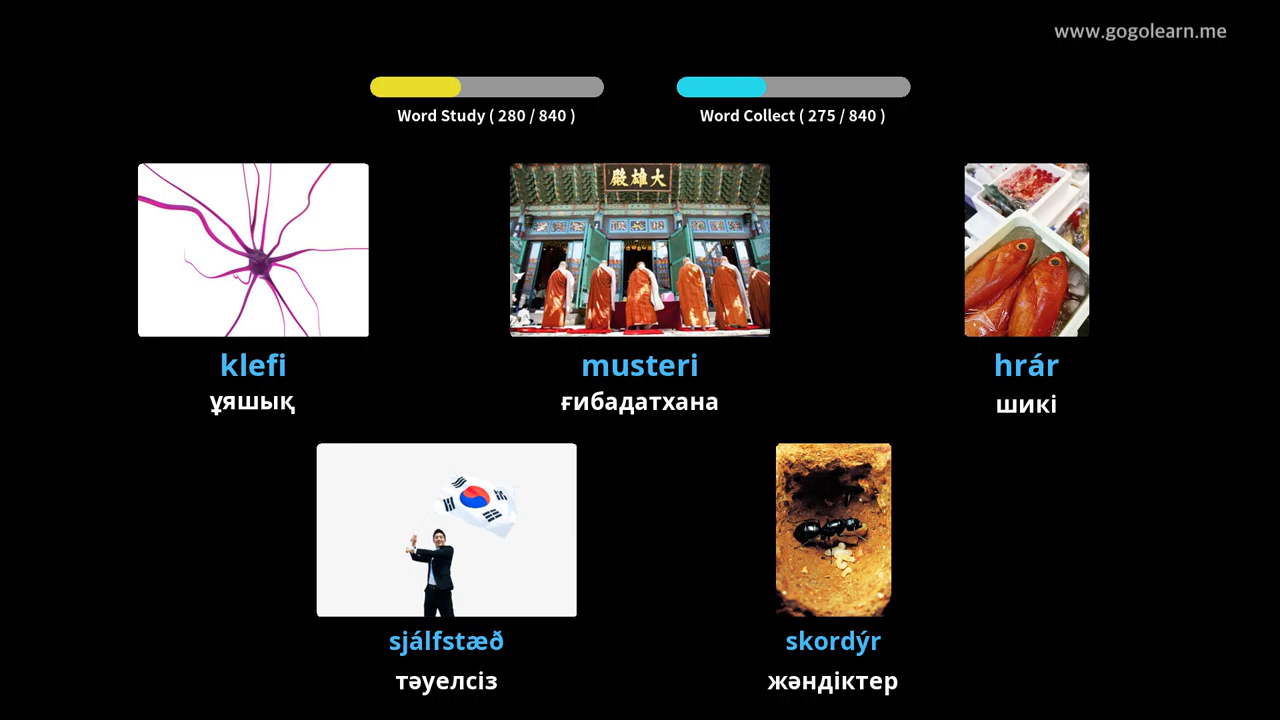 www.gogolearn.me
Word Study ( 280 / 840 )
Word Collect ( 275 / 840 )
大雄殿
klefi
ұяшық
musteri
ғибадатхана
hrár
шикі
sjálfstæð
тәуелсіз
skordýr
жәндіктер